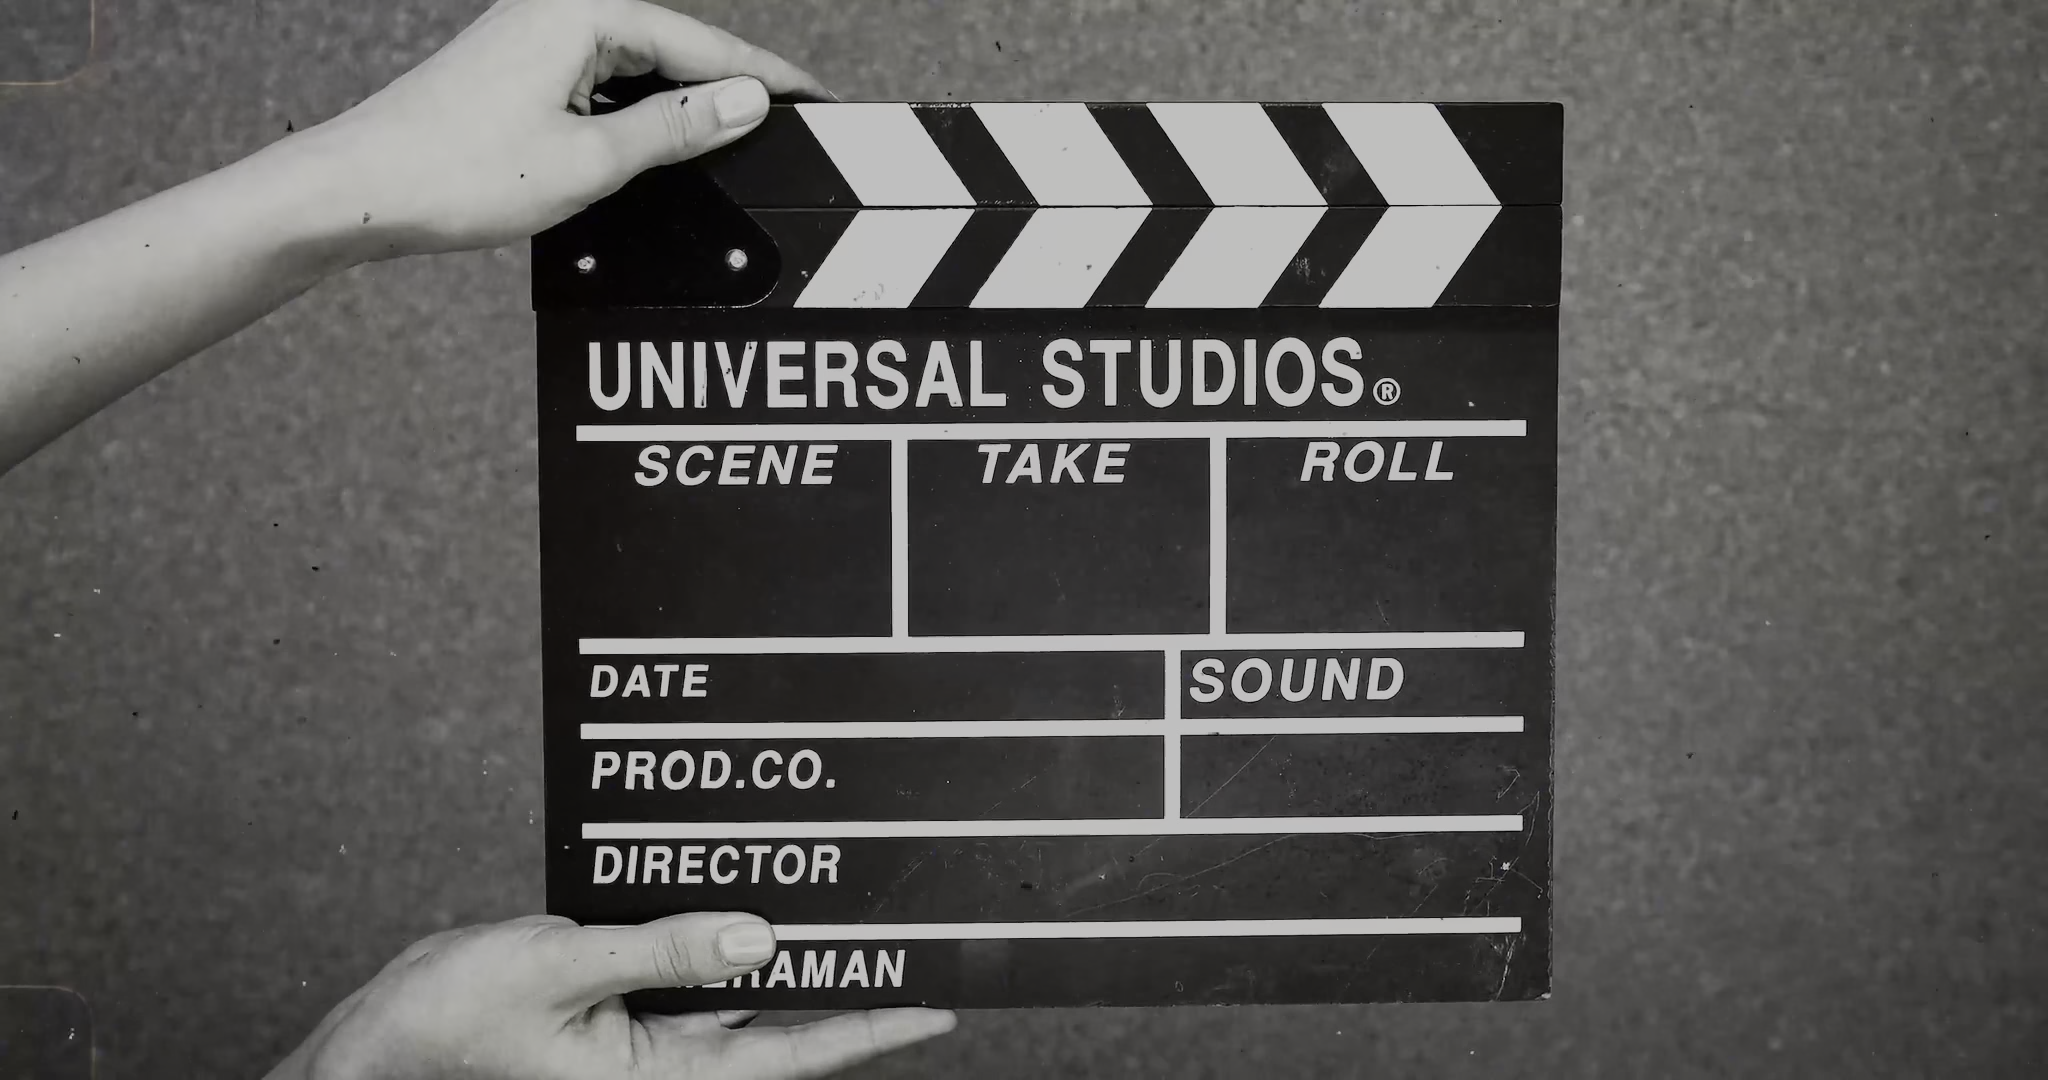 UNIVERSAL STUDIOS®
SCENE TAKE ROLL
DATE SOUND
PROD.CO.
DIRECTOR